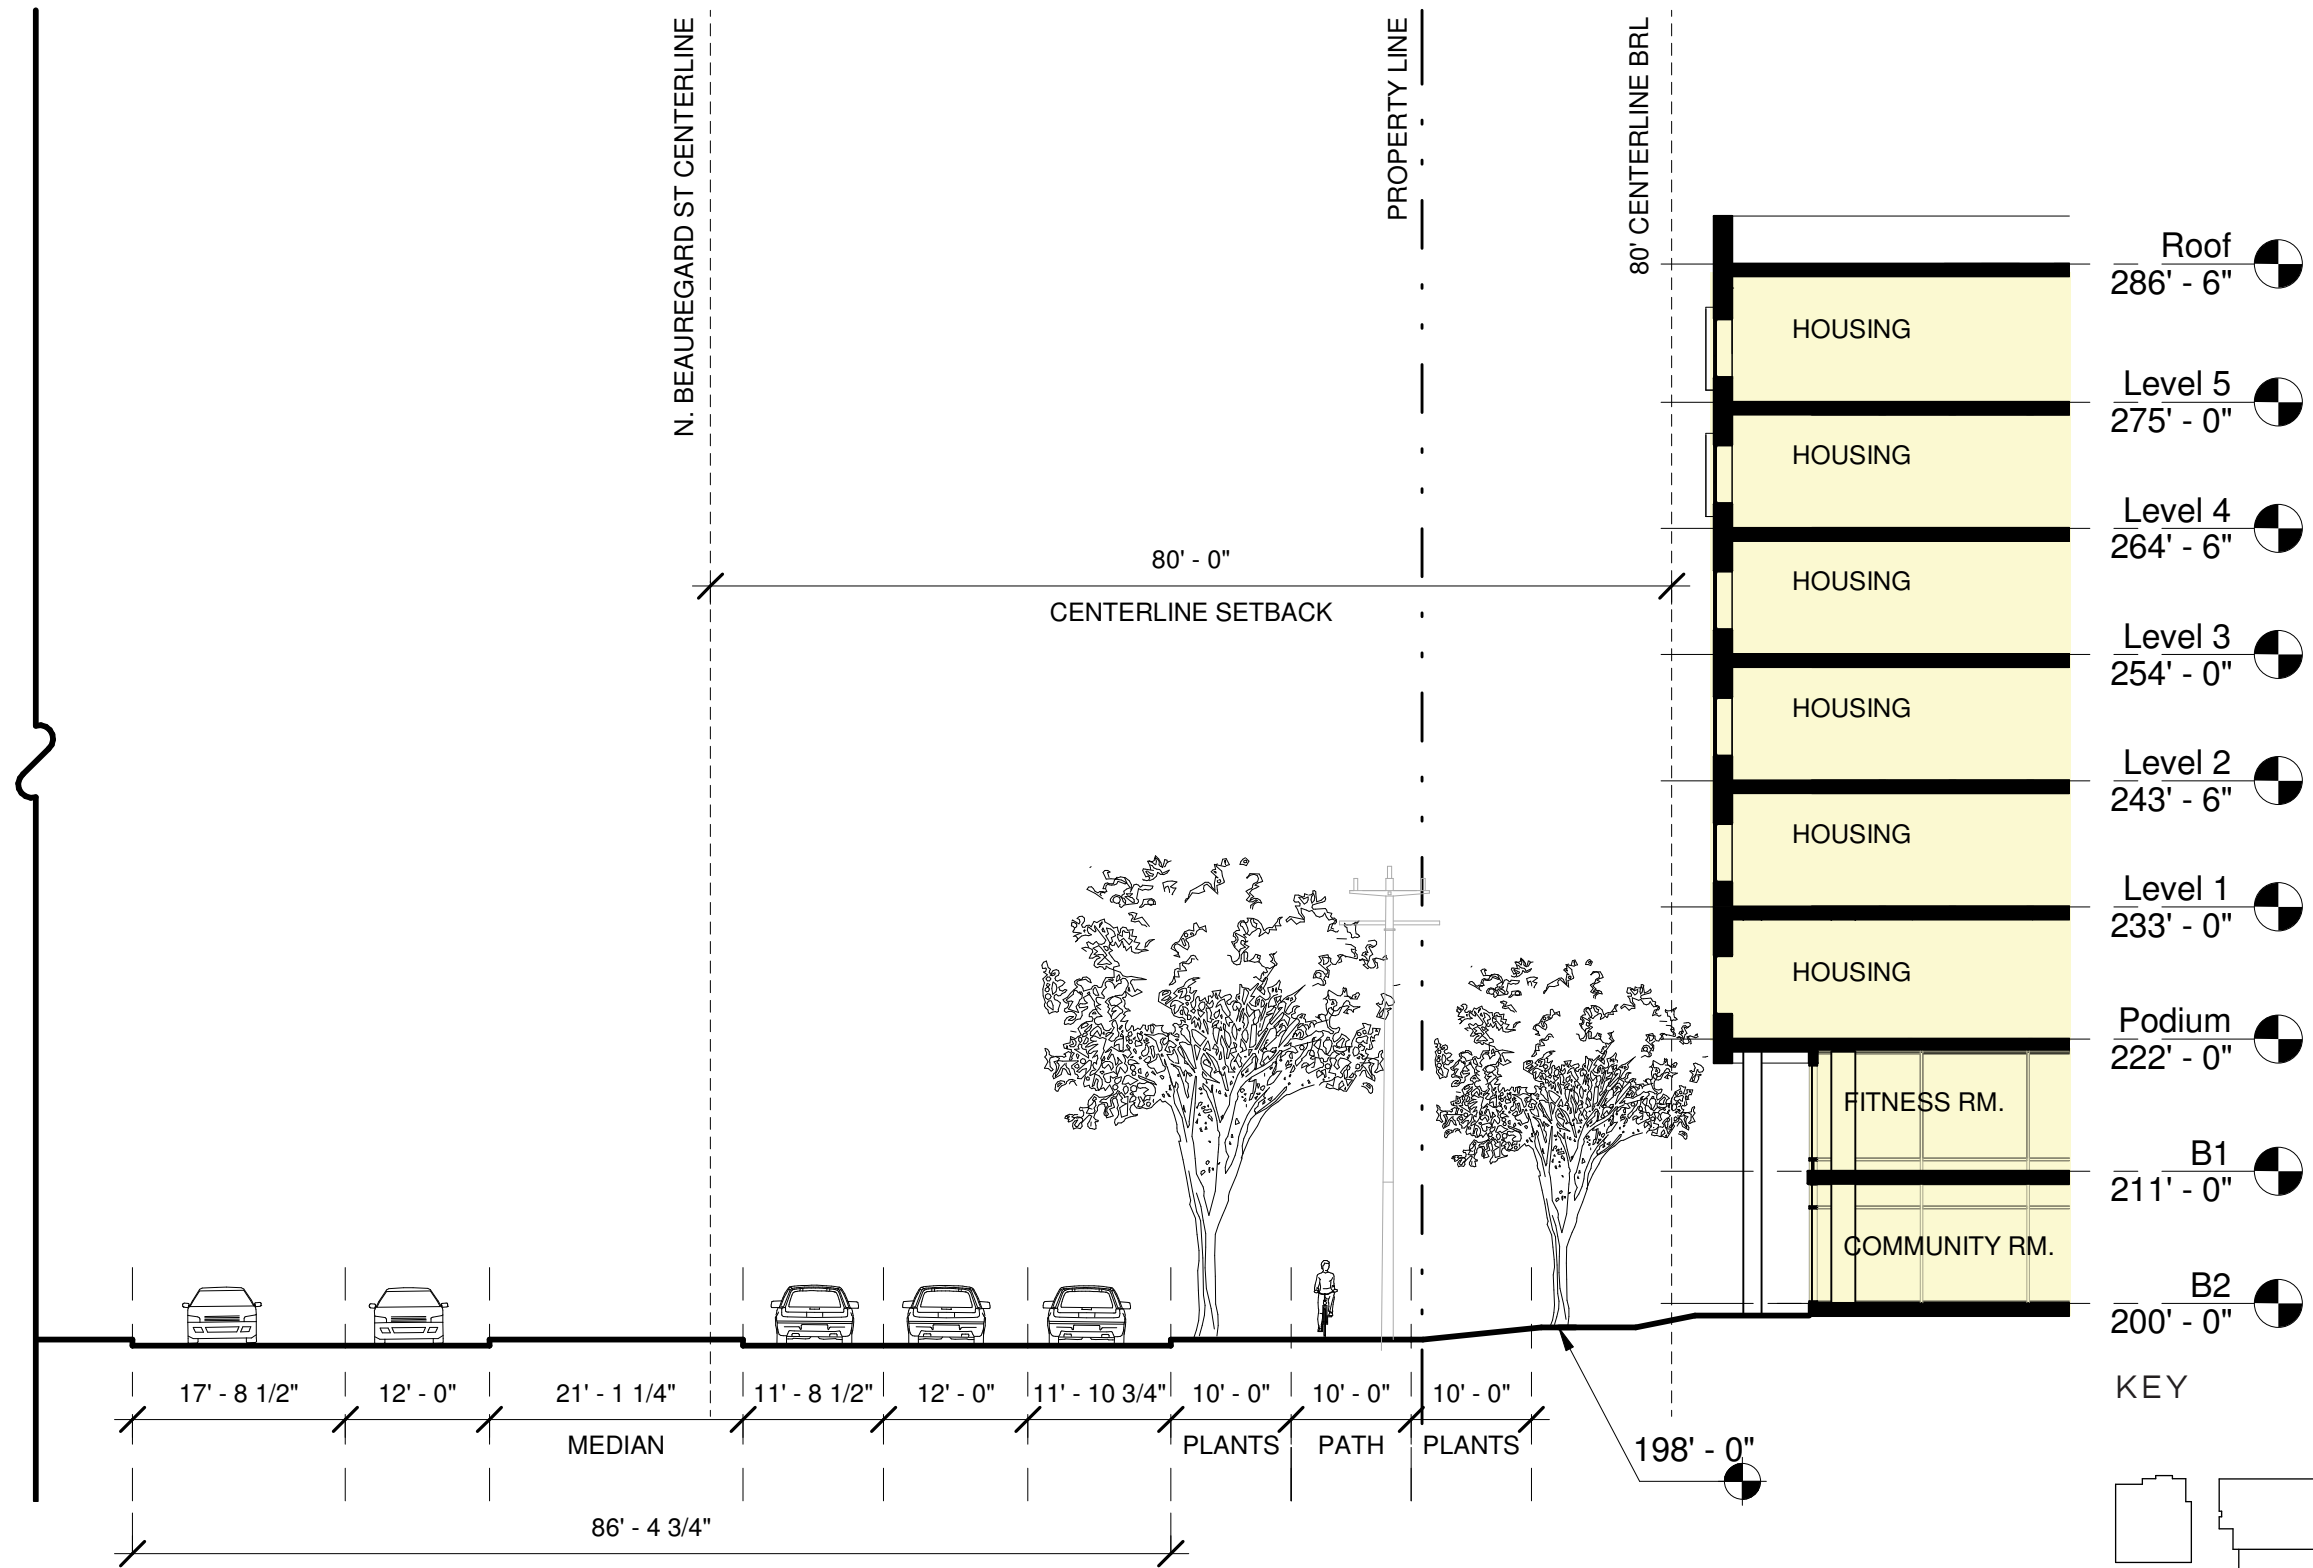 N. BEAUREGARD ST CENTERLINE
PROPERTY LINE
80' CENTERLINE BRL
Roof
286' - 6"
HOUSING
Level 5
275' - 0"
HOUSING
Level 4
264' - 6"
80' - 0"
CENTERLINE SETBACK
HOUSING
Level 3
254' - 0"
HOUSING
Level 2
243' - 6"
HOUSING
Level 1
233' - 0"
HOUSING
Podium
222' - 0"
FITNESS RM.
B1
211' - 0"
COMMUNITY RM.
B2
200' - 0"
17' - 8 1/2"
12' - 0"
21' - 1 1/4"
11' - 8 1/2"
12' - 0"
11' - 10 3/4"
10' - 0"
10' - 0"
10' - 0"
KEY
MEDIAN
PLANTS
PATH
PLANTS
198' - 0"
86' - 4 3/4"